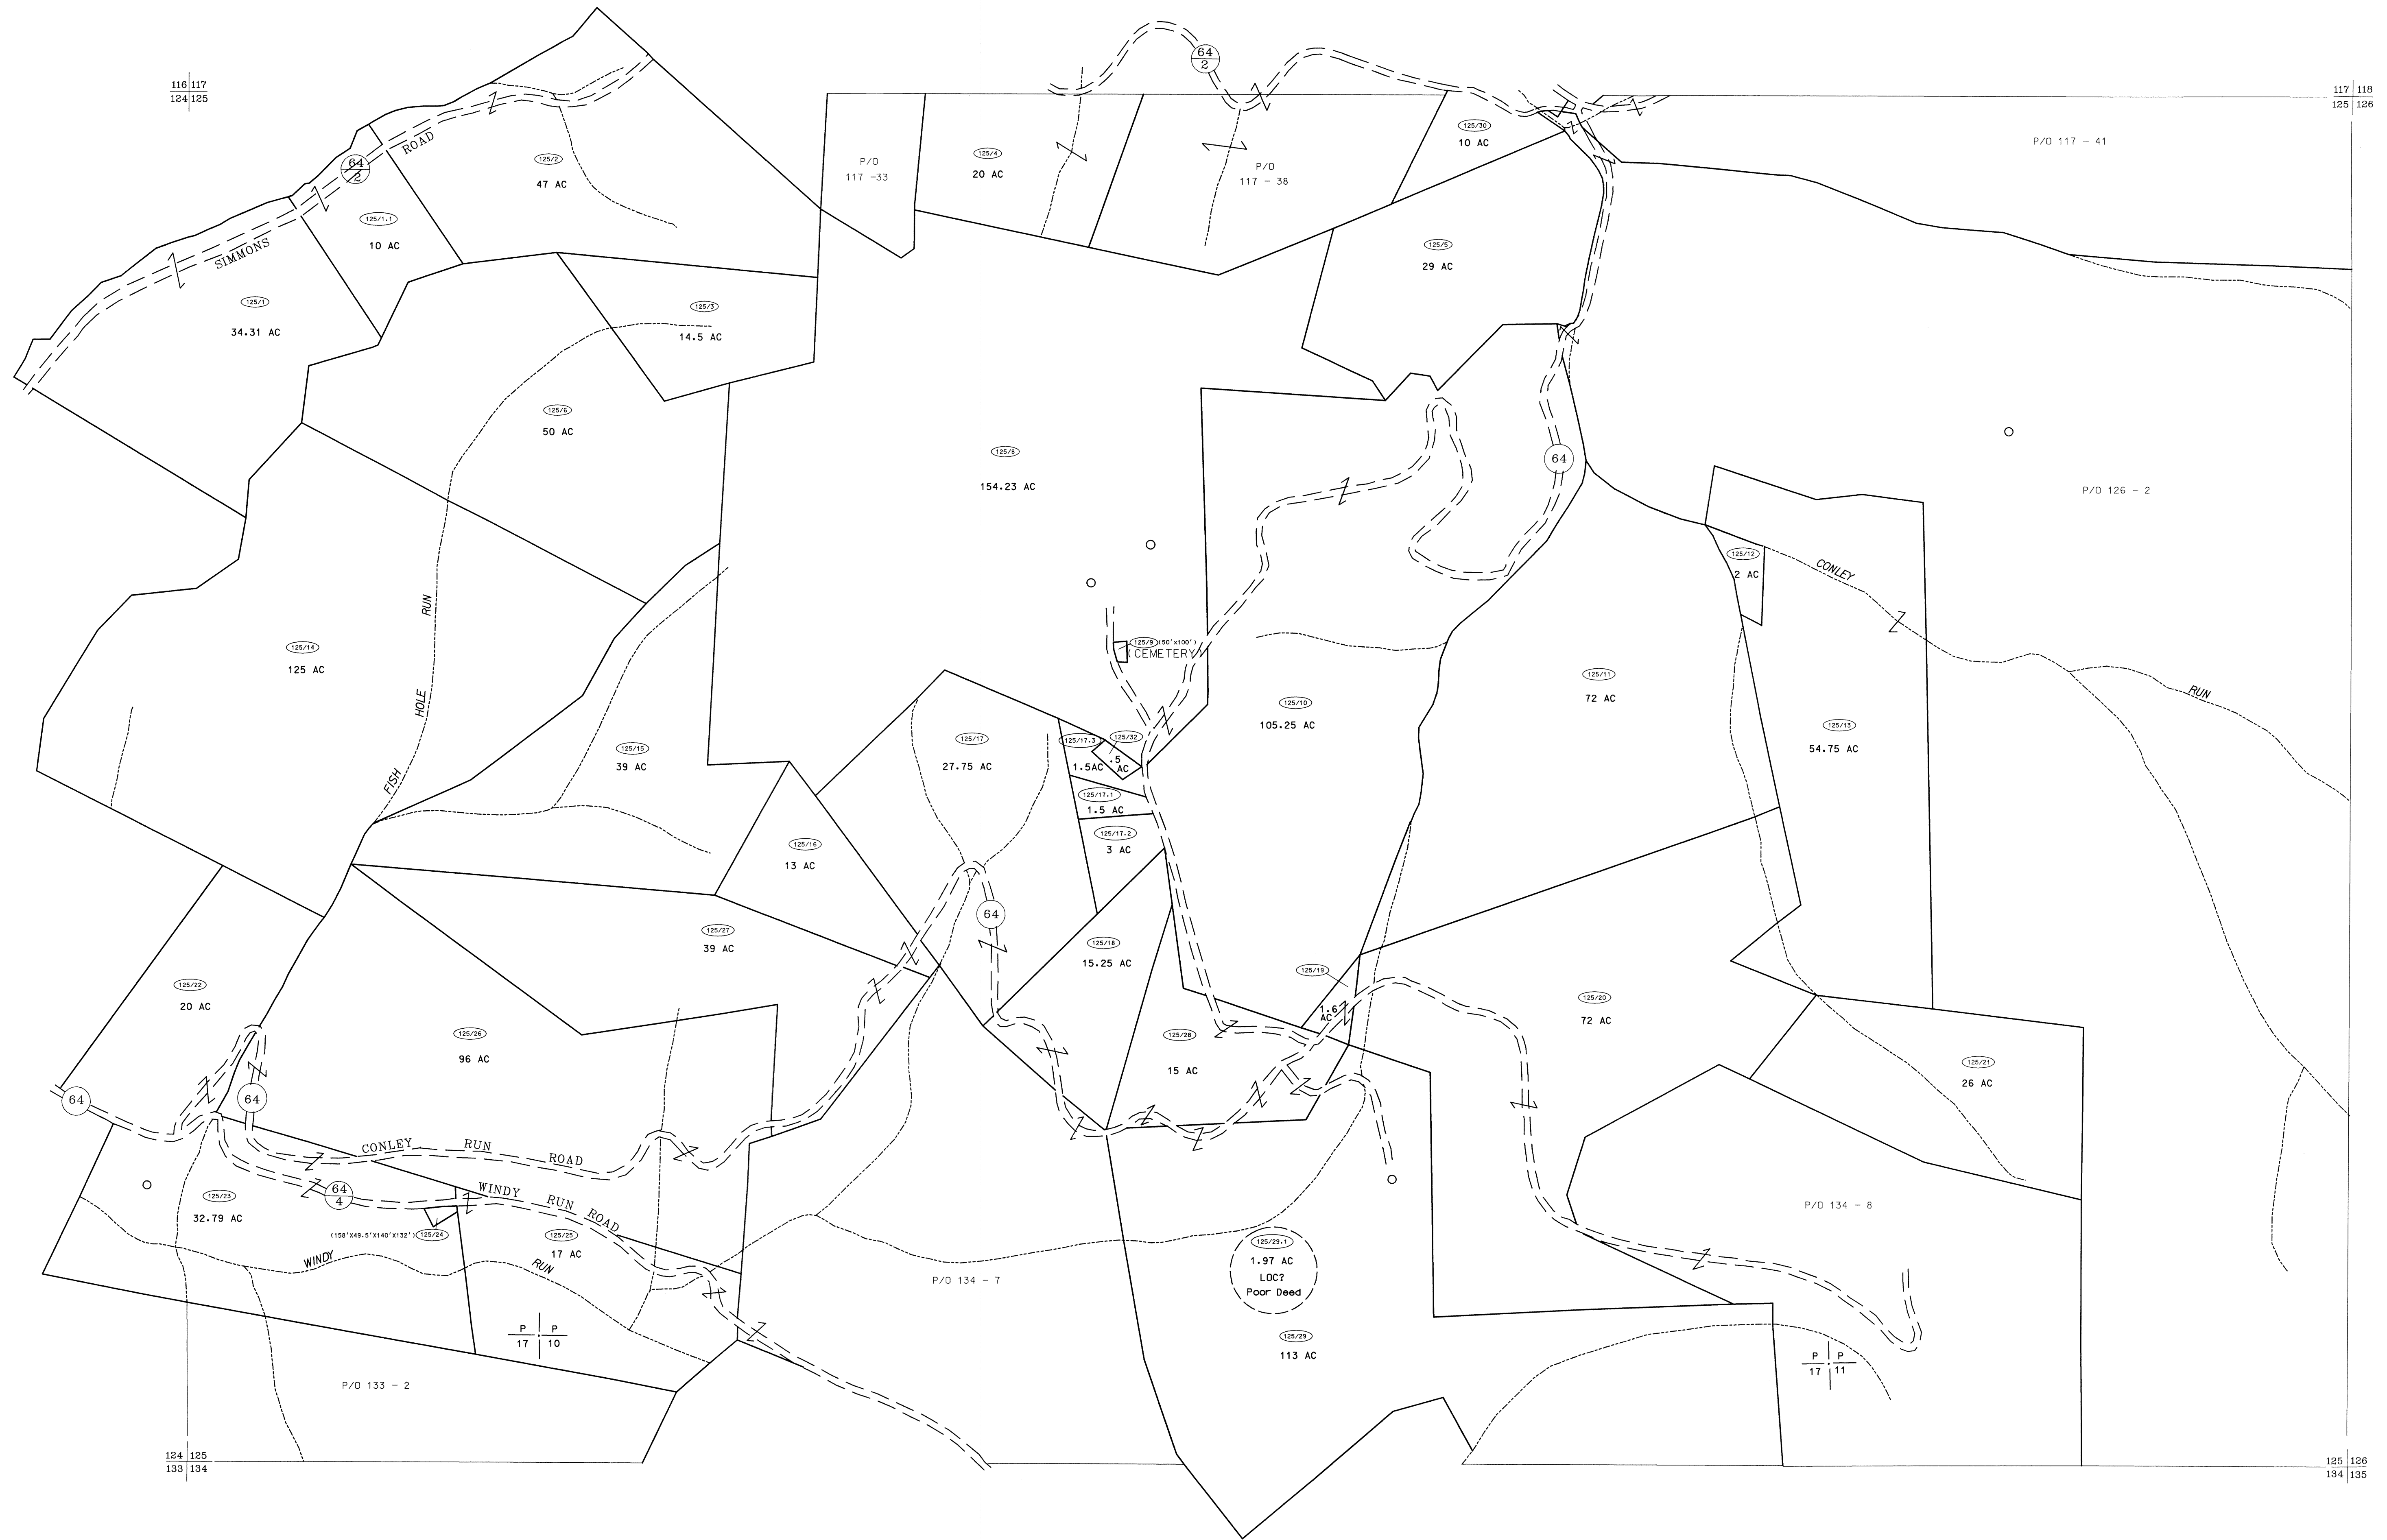 64
2
116 117
124 125
117 118
125 126
ROAD
64
2
125/2
47 AC
P/O
117 -33
125/4
20 AC
P/O
117 - 38
125/30
10 AC
P/O 117 - 41
125/1.1
10 AC
SIMMONS
125/5
29 AC
125/1
34.31 AC
125/3
14.5 AC
125/6
50 AC
125/8
154.23 AC
64
P/O 126 - 2
125/12
2 AC
CONLEY
RUN
125/14
125 AC
125/9 (50'x100')
(CEMETERY)
125/11
72 AC
RUN
HOLE
FISH
125/10
105.25 AC
125/13
54.75 AC
125/15
39 AC
125/17
27.75 AC
125/17.3
1.5AC
125/32
.5
AC
125/17.1
1.5 AC
125/17.2
3 AC
125/16
13 AC
64
125/27
39 AC
125/18
15.25 AC
125/19
1.6
AC
125/22
20 AC
125/20
72 AC
125/26
96 AC
125/28
15 AC
125/21
26 AC
64
64
CONLEY RUN ROAD
64
4
WINDY RUN ROAD
125/23
32.79 AC
(158'X49.5'X140'X132') 125/24
125/25
17 AC
WINDY
RUN
P/O 134 - 8
125/29.1
1.97 AC
LOC?
Poor Deed
P/O 134 - 7
P P
17 10
125/29
113 AC
P P
17 11
P/O 133 - 2
124 125
133 134
125 126
134 135